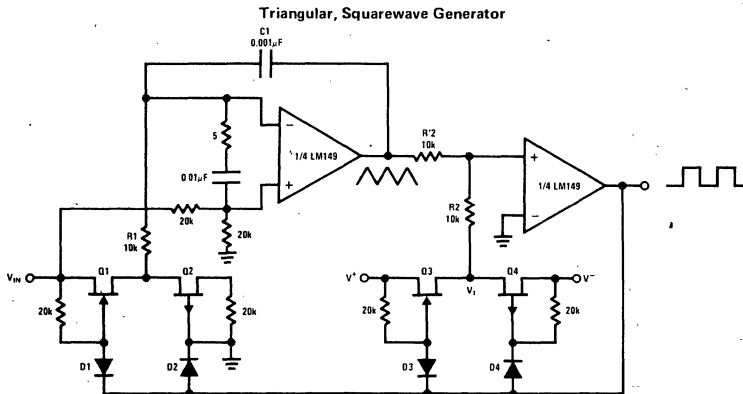 Triangular, Squarewave Generator
C1
0.001μF
5
1/4 LM149
R'2
10k
1/4 LM149
0.01μF
R2
10k
20k
R1
10k
20k
VIN
Q1
Q2
V+
Q3
VI
Q4
V−
20k
20k
20k
20k
D1
D2
D3
D4